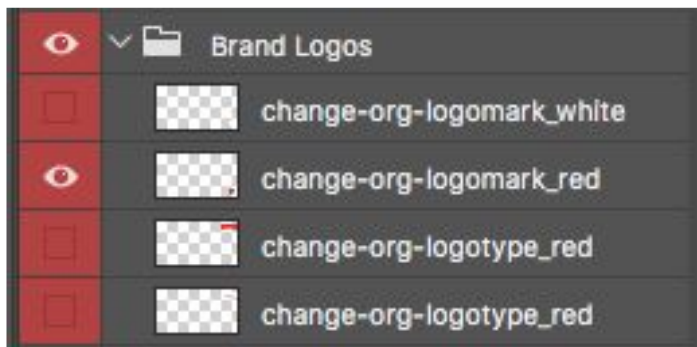 Brand Logos
change-org-logomark_white
change-org-logomark_red
change-org-logotype_red
change-org-logotype_red